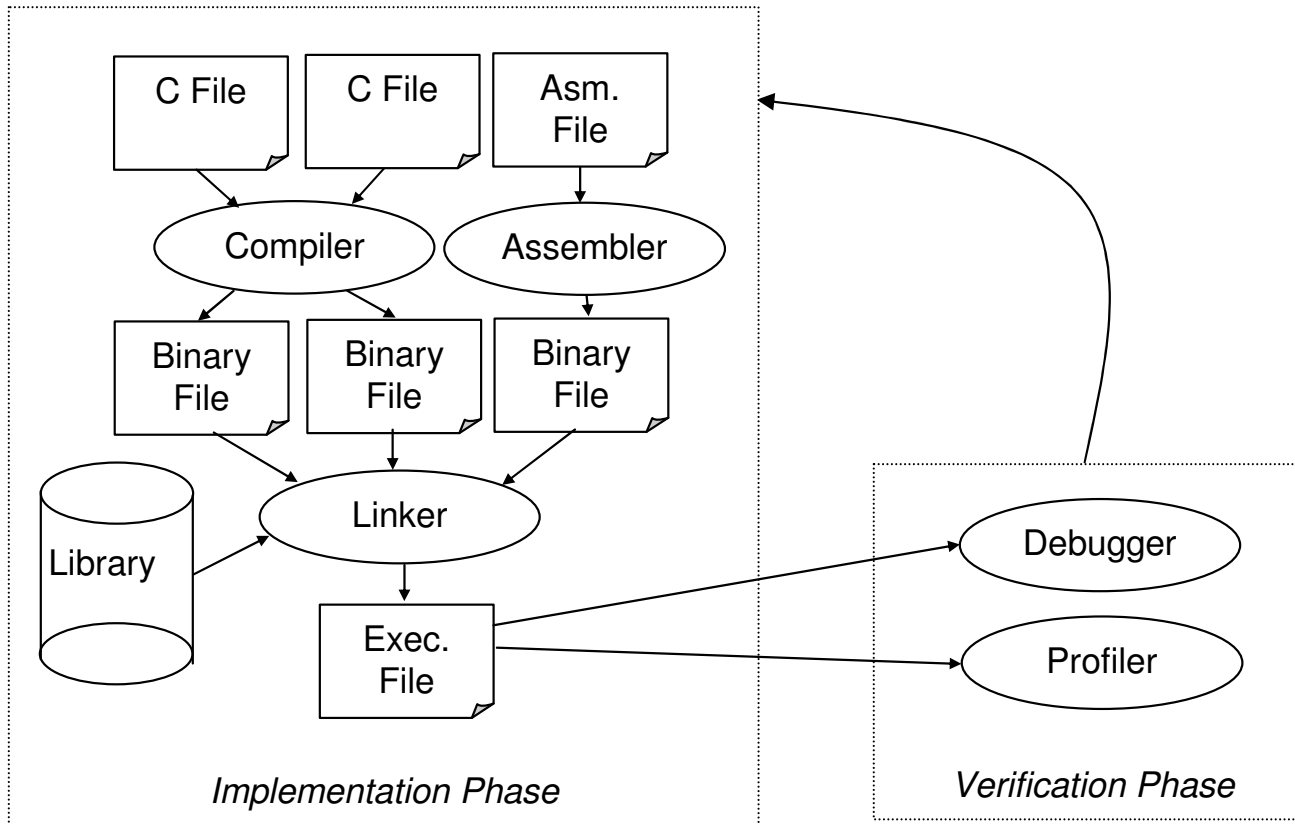 C File
C File
Asm.
File
Compiler
Assembler
Binary
File
Binary
File
Binary
File
Library
Linker
Exec.
File
Implementation Phase
Debugger
Profiler
Verification Phase